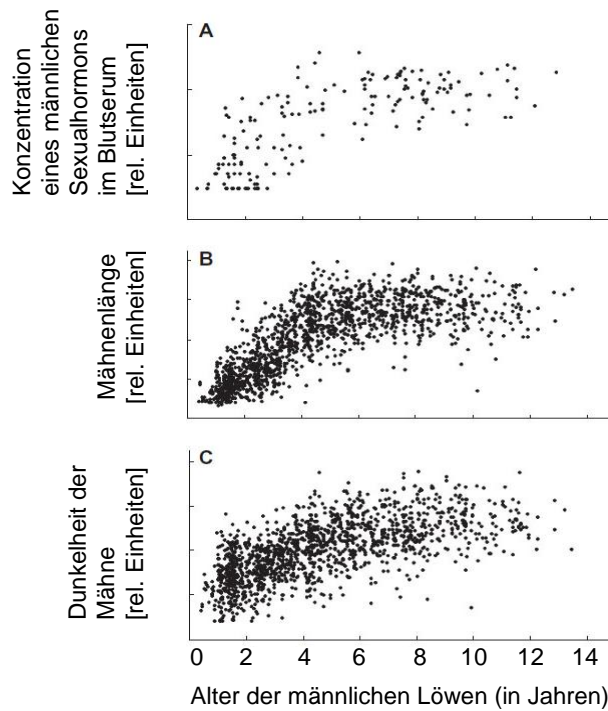 A
Konzentration
eines männlichen
Sexualhormons
im Blutserum
[rel. Einheiten]
B
Mähnenlänge
[rel. Einheiten]
C
Dunkelheit der
Mähne
[rel. Einheiten]
0 2 4 6 8 10 12 14
Alter der männlichen Löwen (in Jahren)